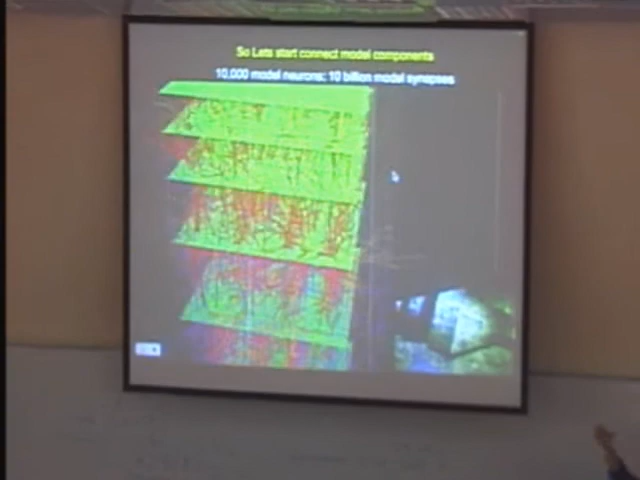 So Lets start connect model components
10,000 model neurons; 10 billion model synapses